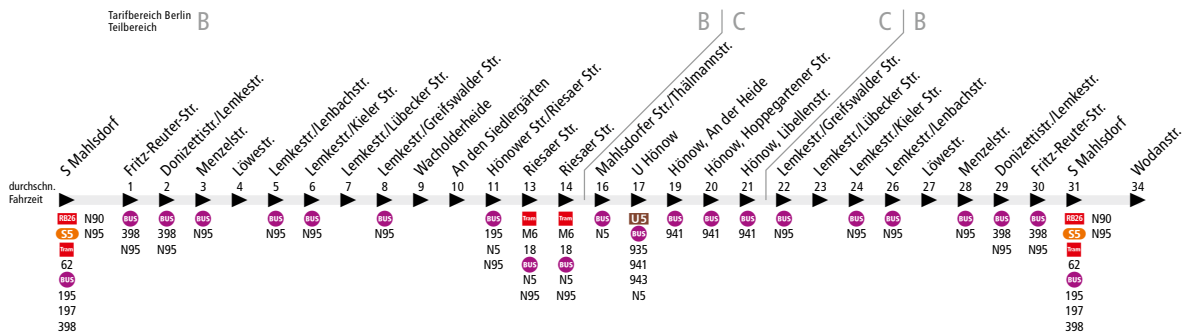 Tarifbereich Berlin
Teilbereich
B
B C
C B
S Mahlsdorf
Fritz-Reuter-Str.
Donizettistr./Lemkestr.
Menzelstr.
Löwestr.
Lemkestr./Lenbachstr.
Lemkestr./Kieler Str.
Lemkestr./Lübecker Str.
Lemkestr./Greifswalder Str.
Wacholderheide
An den Siedlergärten
Hönower Str./Riesaer Str.
Riesaer Str.
Riesaer Str.
Mahlsdorfer Str./Thälmannstr.
U Hönow
Hönow, An der Heide
Hönow, Hoppegartener Str.
Hönow, Libellenstr.
Lemkestr./Greifswalder Str.
Lemkestr./Lübecker Str.
Lemkestr./Kieler Str.
Lemkestr./Lenbachstr.
Löwestr.
Menzelstr.
Donizettistr./Lemkestr.
Fritz-Reuter-Str.
S Mahlsdorf
Wodanstr.
durchschn. 1 2 3 4 5 6 7 8 9 10 11 13 14 16 17 19 20 21 22 23 24 26 27 28 29 30 31 34
Fahrzeit
RB26 N90 BUS BUS BUS BUS BUS BUS BUS Tram Tram BUS U5 BUS BUS BUS BUS BUS BUS BUS BUS BUS RB26 N90
S5 N95 398 398 N95 N95 N95 N95 195 M6 M6 N5 BUS 941 941 941 N95 N95 N95 N95 398 398 S5 N95
Tram N95 N95 N5 18 18 935 N95 N95 Tram
62 N95 BUS BUS 941 62
BUS N5 N5 943 BUS
195 N95 N95 N5 195
197 197
398 398